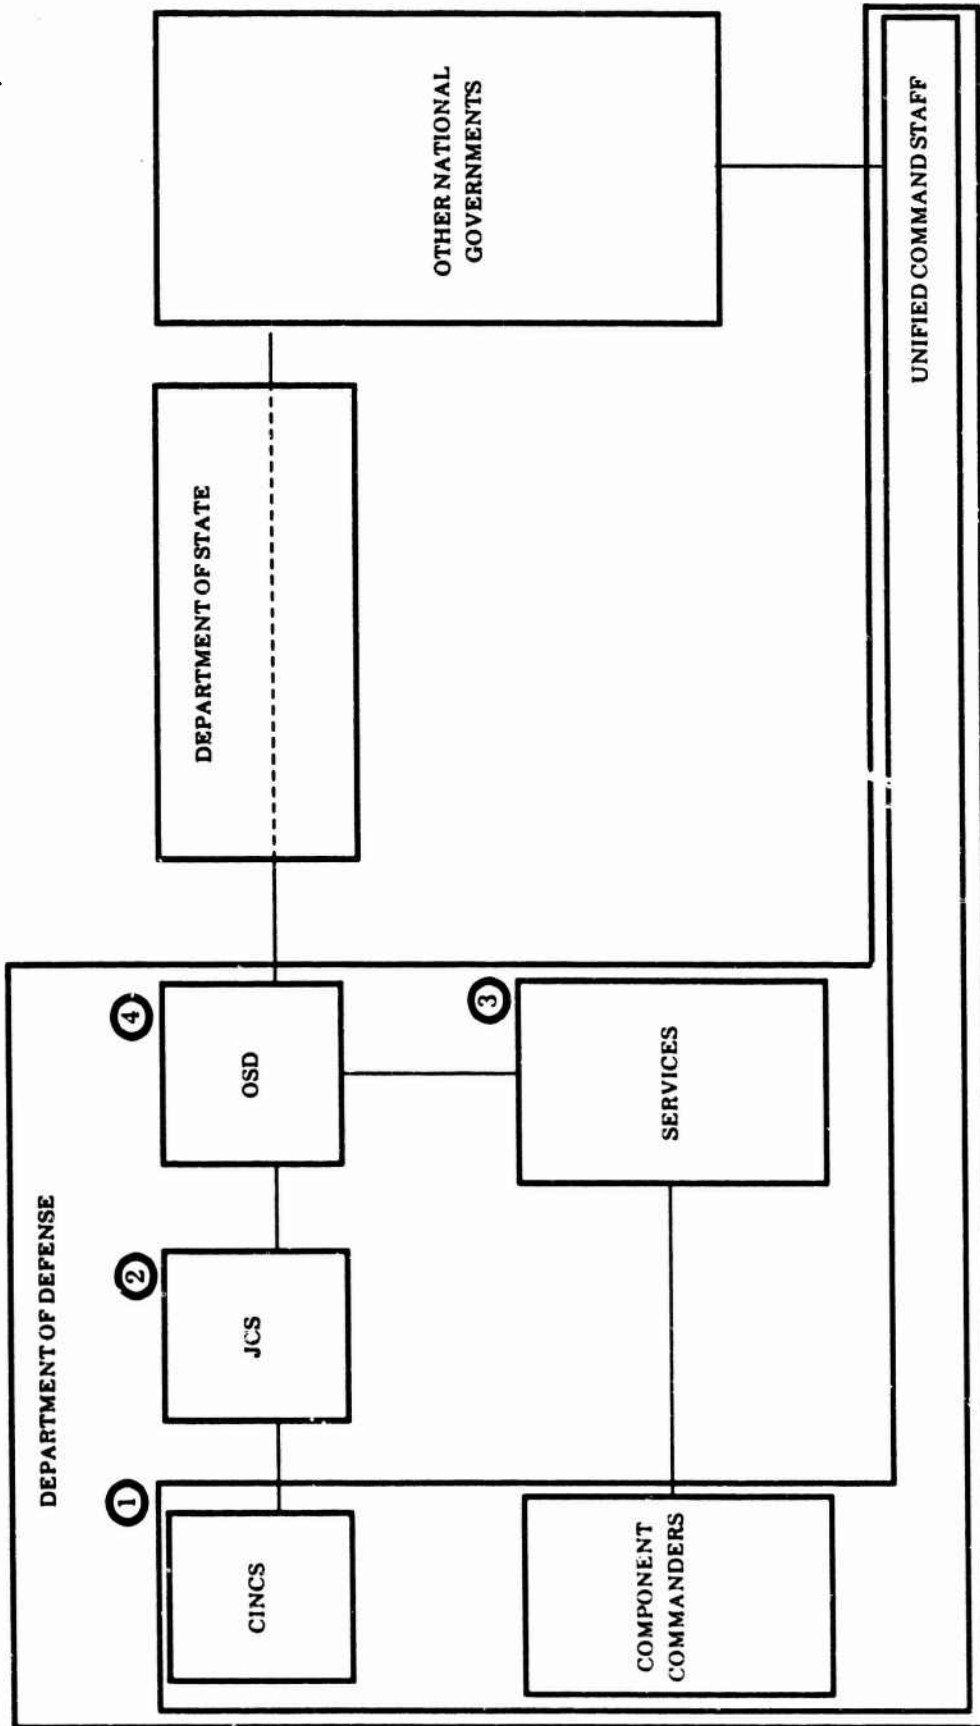 DEPARTMENT OF DEFENSE
1
CINCS
2
JCS
4
OSD
DEPARTMENT OF STATE
OTHER NATIONAL
GOVERNMENTS
COMPONENT
COMMANDERS
3
SERVICES
UNIFIED COMMAND STAFF